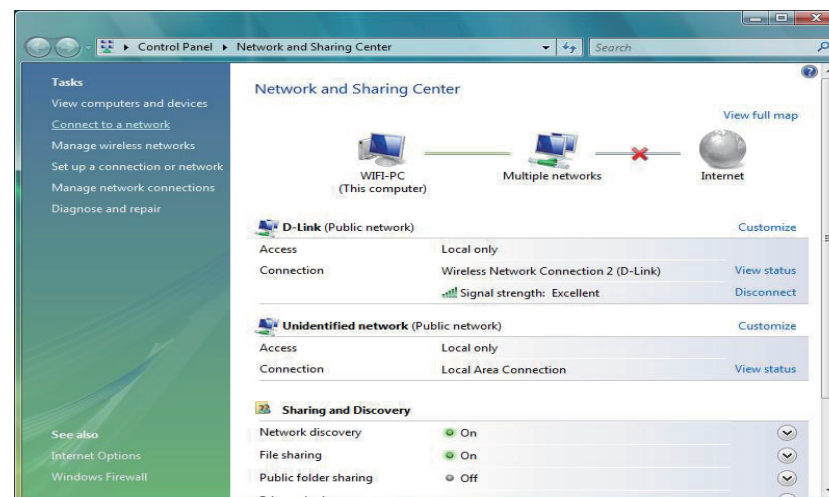 Control Panel Network and Sharing Center Search
Tasks
View computers and devices
Connect to a network
Manage wireless networks
Set up a connection or network
Manage network connections
Diagnose and repair
See also
Internet Options
Windows Firewall
Network and Sharing Center
View full map
WIFI-PC
(This computer)
Multiple networks
Internet
D-Link (Public network) Customize
Access Local only
Connection Wireless Network Connection 2 (D-Link) View status
Signal strength: Excellent Disconnect
Unidentified network (Public network) Customize
Access Local only
Connection Local Area Connection View status
Sharing and Discovery
Network discovery On
File sharing On
Public folder sharing Off